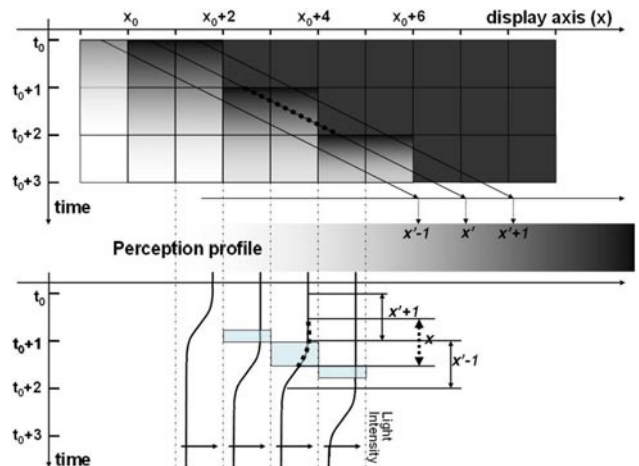 x₀ x₀+2 x₀+4 x₀+6 display axis (x)
t₀
t₀+1
t₀+2
t₀+3
time
x'-1 x' x'+1
Perception profile
t₀
x'+1
t₀+1
x
x'-1
t₀+2
Light
Intensity
t₀+3
time